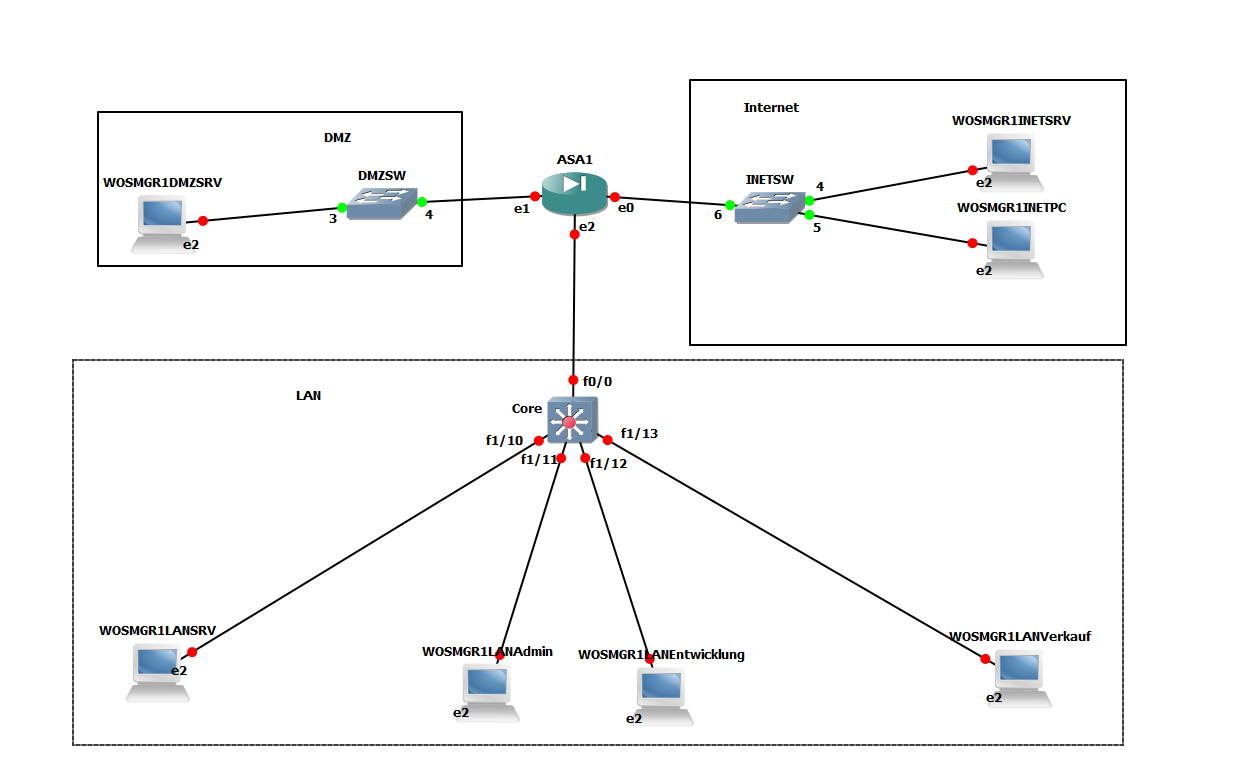 Internet
WOSMGR1INETSRV
DMZ
ASA1
WOSMGR1DMZSRV
DMZSW
INETSW
4
e2
3
4
e1
e0
6
WOSMGR1INETPC
5
e2
e2
e2
LAN
f0/0
Core
f1/10
f1/13
f1/11
f1/12
WOSMGR1LANSRV
e2
WOSMGR1LANAdmin
e2
WOSMGR1LANEntwicklung
e2
WOSMGR1LANVerkauf
e2